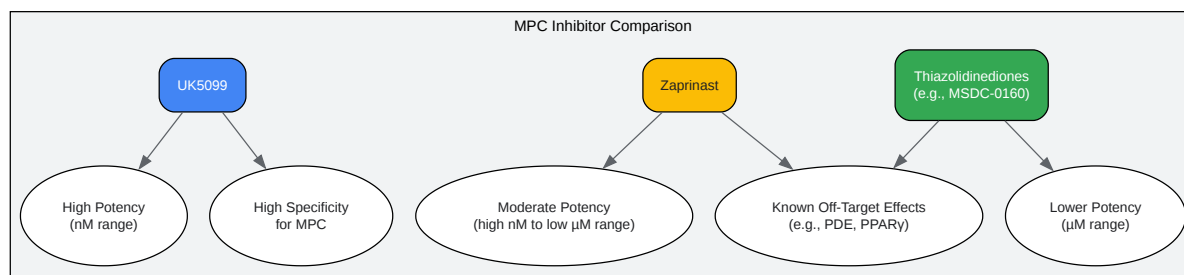 MPC Inhibitor Comparison
UK5099
Zaprinast
Thiazolidinediones
(e.g., MSDC-0160)
High Potency
(nM range)
High Specificity
for MPC
Moderate Potency
(high nM to low µM range)
Known Off-Target Effects
(e.g., PDE, PPARγ)
Lower Potency
(µM range)